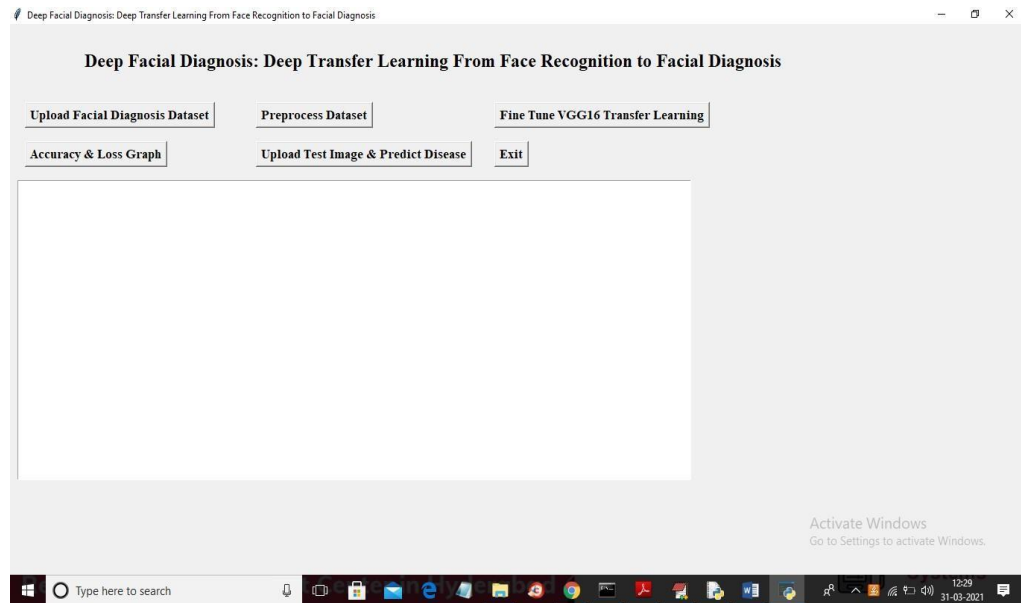 Deep Facial Diagnosis: Deep Transfer Learning From Face Recognition to Facial Diagnosis
Deep Facial Diagnosis: Deep Transfer Learning From Face Recognition to Facial Diagnosis
Upload Facial Diagnosis Dataset
Preprocess Dataset
Fine Tune VGG16 Transfer Learning
Accuracy & Loss Graph
Upload Test Image & Predict Disease
Exit
Activate Windows
Go to Settings to activate Windows.
Type here to search
12:29
31-03-2021